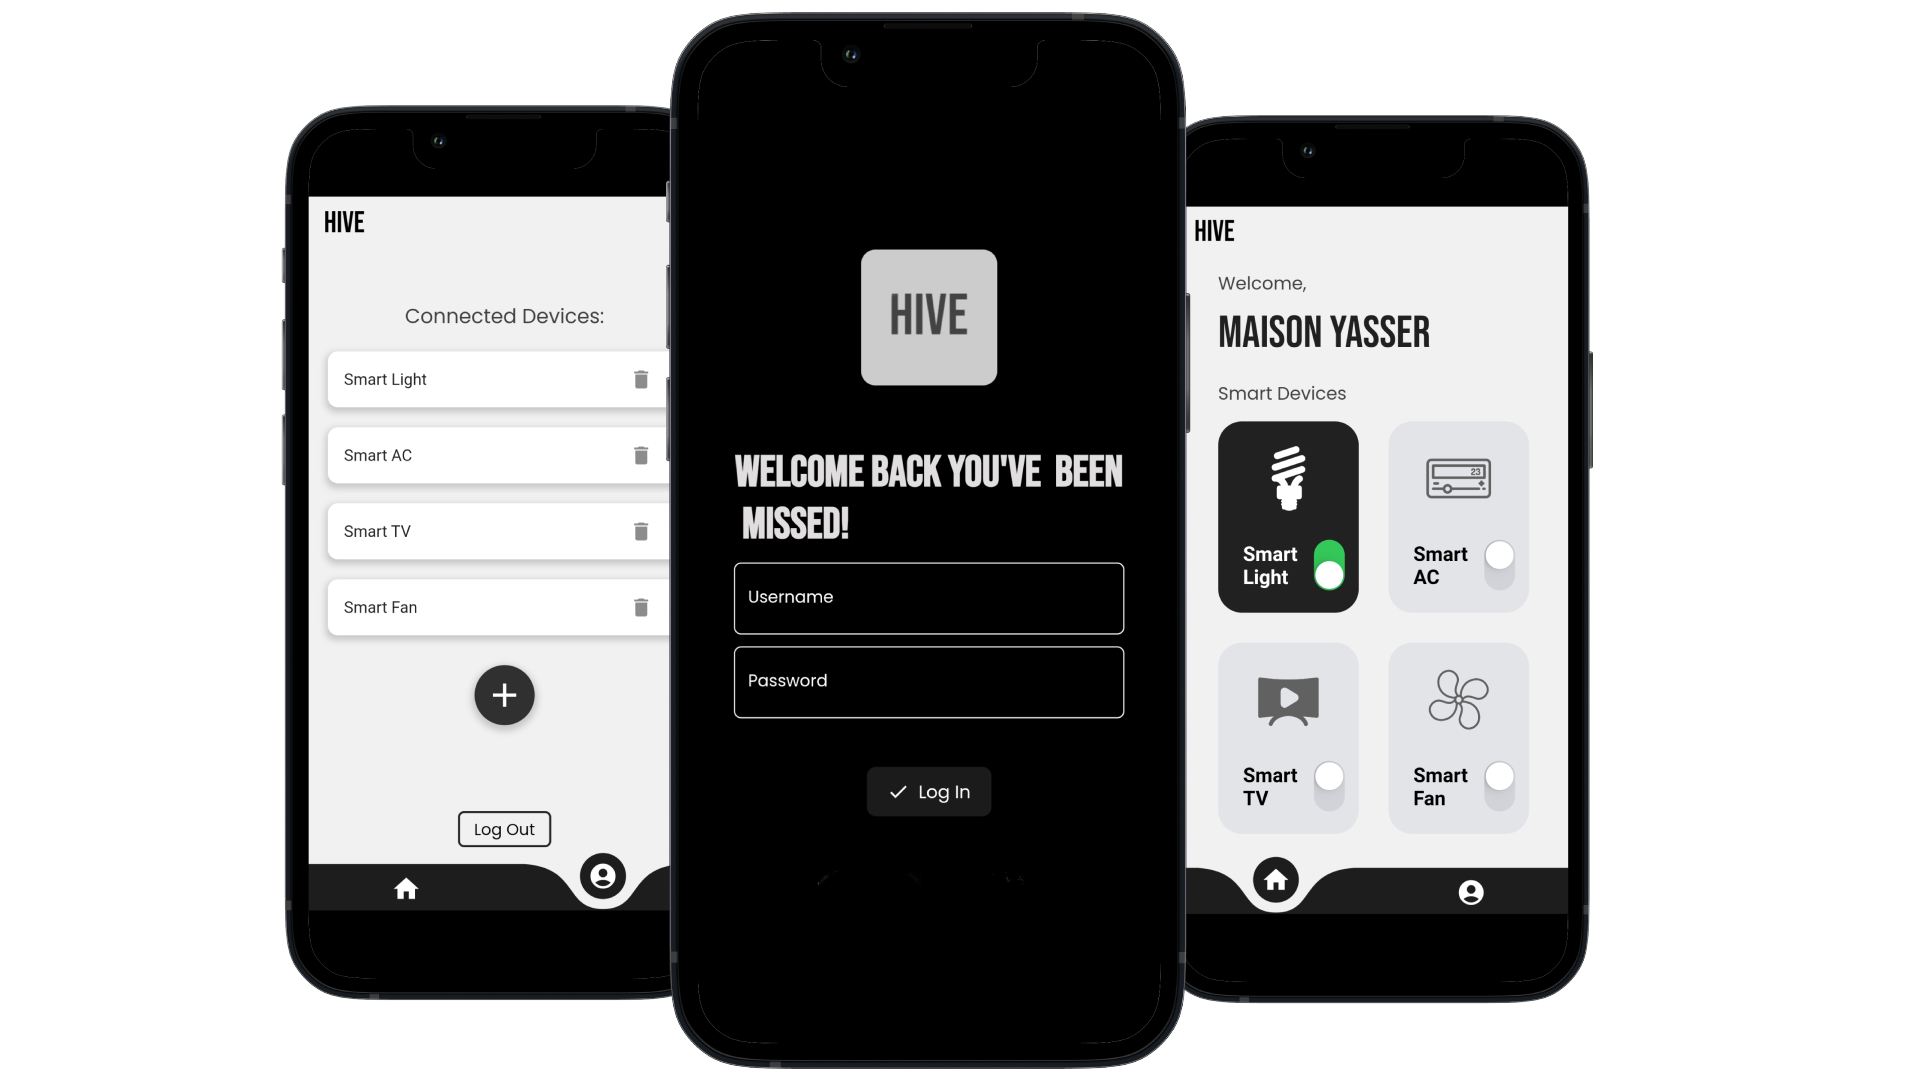 HIVE
Connected Devices:
Smart Light
Smart AC
Smart TV
Smart Fan
Log Out
HIVE
WELCOME BACK YOU'VE  BEEN
MISSED!
Username
Password
Log In
HIVE
Welcome,
MAISON YASSER
Smart Devices
Smart
Light
23
Smart
AC
Smart
TV
Smart
Fan